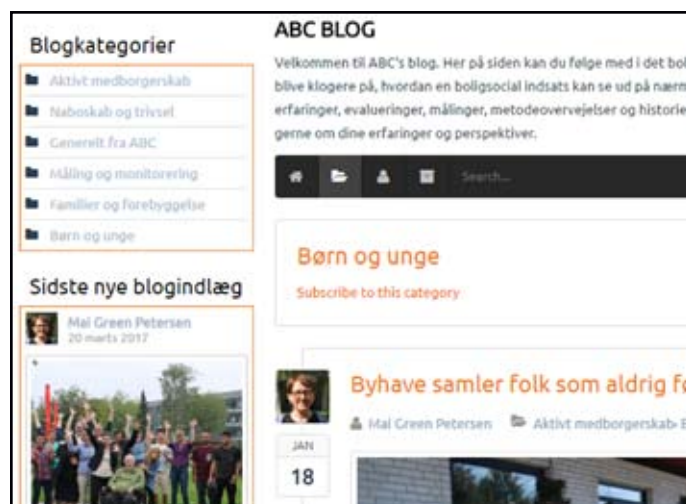 Blogkategorier
Aktivt medborgerskab
Naboskab og trivsel
Generelt fra ABC
Måling og monitorering
Familier og forebyggelse
Børn og unge
Sidste nye blogindlæg
Mai Green Petersen
20 marts 2017
ABC BLOG
Velkommen til ABC's blog. Her på siden kan du følge med i det bol
blive klogere på, hvordan en boligsocial indsats kan se ud på nærm
erfaringer, evalueringer, målinger, metodeovervejelser og historie
gerne om dine erfaringer og perspektiver.
Search...
Børn og unge
Subscribe to this category
Byhave samler folk som aldrig fø
Mai Green Petersen Aktivt medborgerskab
JAN
18